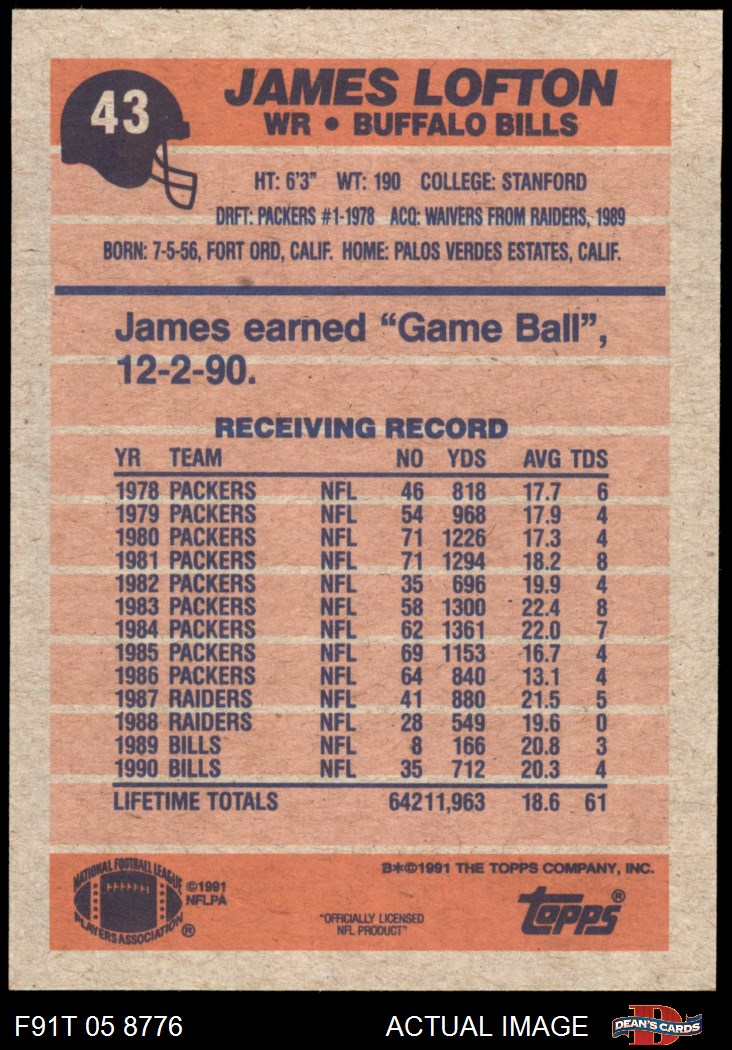 43
JAMES LOFTON
WR • BUFFALO BILLS
HT: 6'3" WT: 190 COLLEGE: STANFORD
DRFT: PACKERS #1-1978 ACQ: WAIVERS FROM RAIDERS, 1989
BORN: 7-5-56, FORT ORD, CALIF. HOME: PALOS VERDES ESTATES, CALIF.
James earned “Game Ball”,
12-2-90.
RECEIVING RECORD
YR TEAM NO YDS AVG TDS
1978 PACKERS NFL 46 818 17.7 6
1979 PACKERS NFL 54 968 17.9 4
1980 PACKERS NFL 71 1226 17.3 4
1981 PACKERS NFL 71 1294 18.2 8
1982 PACKERS NFL 35 696 19.9 4
1983 PACKERS NFL 58 1300 22.4 8
1984 PACKERS NFL 62 1361 22.0 7
1985 PACKERS NFL 69 1153 16.7 4
1986 PACKERS NFL 64 840 13.1 4
1987 RAIDERS NFL 41 880 21.5 5
1988 RAIDERS NFL 28 549 19.6 0
1989 BILLS NFL 8 166 20.8 3
1990 BILLS NFL 35 712 20.3 4
LIFETIME TOTALS 642 11,963 18.6 61
NATIONAL FOOTBALL LEAGUE
PLAYERS ASSOCIATION ®
©1991
NFLPA
B*©1991 THE TOPPS COMPANY, INC.
"OFFICIALLY LICENSED
NFL PRODUCT"
topps®
F91T 05 8776
ACTUAL IMAGE
D
DEAN'S CARDS